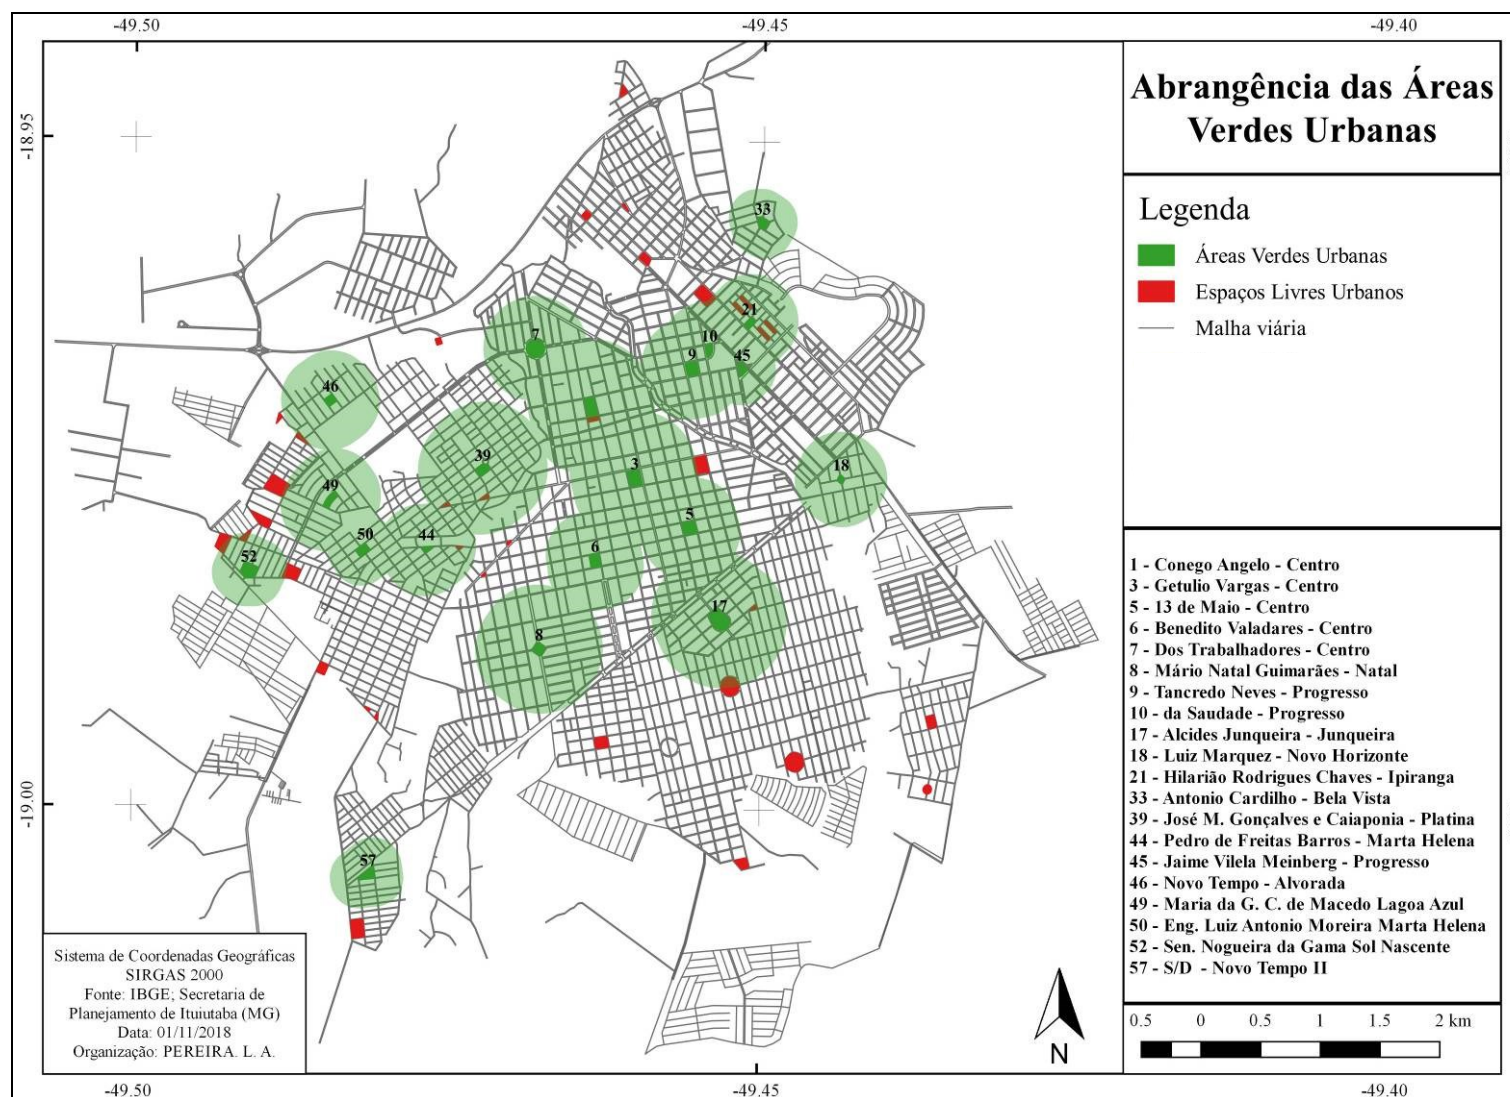 -49.50
-49.45
-49.40
-18.95
-19.00
Abrangência das Áreas
Verdes Urbanas
Legenda
Áreas Verdes Urbanas
Espaços Livres Urbanos
Malha viária
33
21
7
10
9
45
46
39
3
18
49
5
50
44
6
52
17
8
57
1 - Conego Angelo - Centro
3 - Getulio Vargas - Centro
5 - 13 de Maio - Centro
6 - Benedito Valadares - Centro
7 - Dos Trabalhadores - Centro
8 - Mário Natal Guimarães - Natal
9 - Tancredo Neves - Progresso
10 - da Saudade - Progresso
17 - Alcides Junqueira - Junqueira
18 - Luiz Marquez - Novo Horizonte
21 - Hilarião Rodrigues Chaves - Ipiranga
33 - Antonio Cardilho - Bela Vista
39 - José M. Gonçalves e Caiaponia - Platina
44 - Pedro de Freitas Barros - Marta Helena
45 - Jaime Vilela Meinberg - Progresso
46 - Novo Tempo - Alvorada
49 - Maria da G. C. de Macedo Lagoa Azul
50 - Eng. Luiz Antonio Moreira Marta Helena
52 - Sen. Nogueira da Gama Sol Nascente
57 - S/D - Novo Tempo II
Sistema de Coordenadas Geográficas
SIRGAS 2000
Fonte: IBGE; Secretaria de
Planejamento de Ituiutaba (MG)
Data: 01/11/2018
Organização: PEREIRA. L. A.
N
0.5 0 0.5 1 1.5 2 km
-49.50
-49.45
-49.40